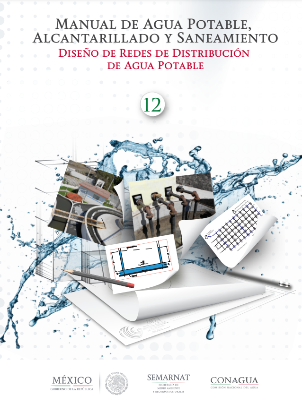 Manual de Agua Potable,
Alcantarillado y Saneamiento
Diseño de Redes de Distribución
de Agua Potable
12
MÉXICO
SEMARNAT
CONAGUA